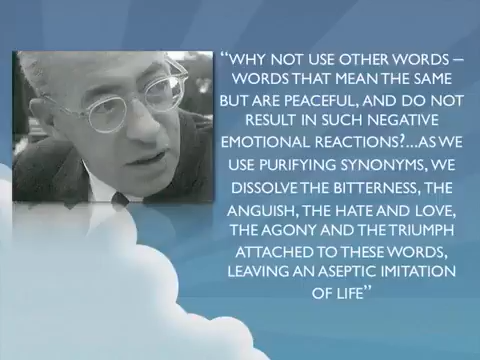 “WHY NOT USE OTHER WORDS –
WORDS THAT MEAN THE SAME
BUT ARE PEACEFUL, AND DO NOT
RESULT IN SUCH NEGATIVE
EMOTIONAL REACTIONS?...AS WE
USE PURIFYING SYNONYMS, WE
DISSOLVE THE BITTERNESS, THE
ANGUISH, THE HATE AND LOVE,
THE AGONY AND THE TRIUMPH
ATTACHED TO THESE WORDS,
LEAVING AN ASEPTIC IMITATION
OF LIFE”